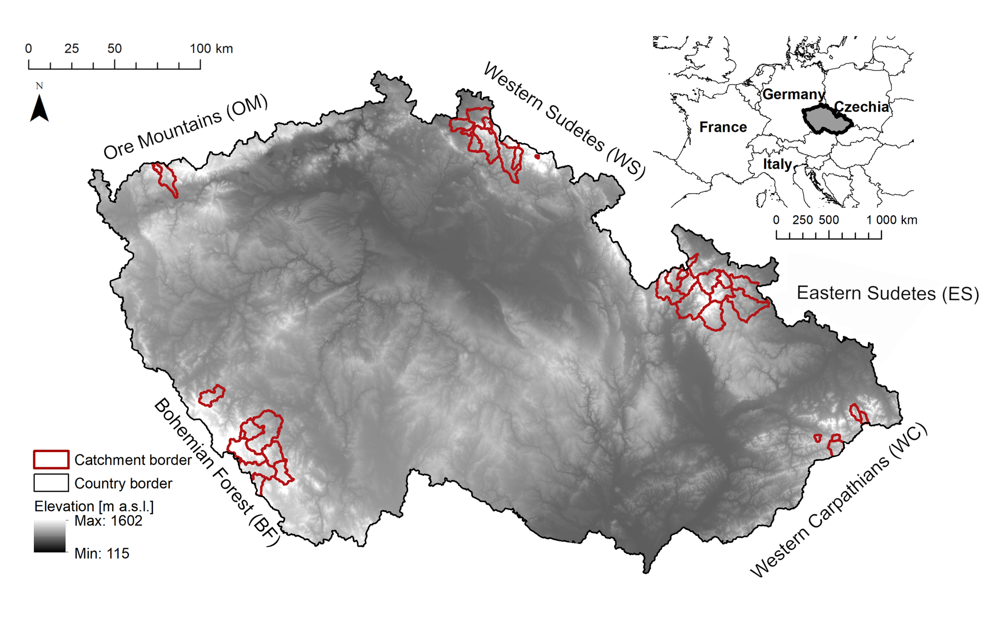 0 25 50 100 km
N
Ore Mountains (OM)
Western Sudetes (WS)
Germany
Czechia
France
Italy
0 250 500 1 000 km
Eastern Sudetes (ES)
Bohemian Forest (BF)
Western Carpathians (WC)
Catchment border
Country border
Elevation [m a.s.l.]
Max: 1602
Min: 115